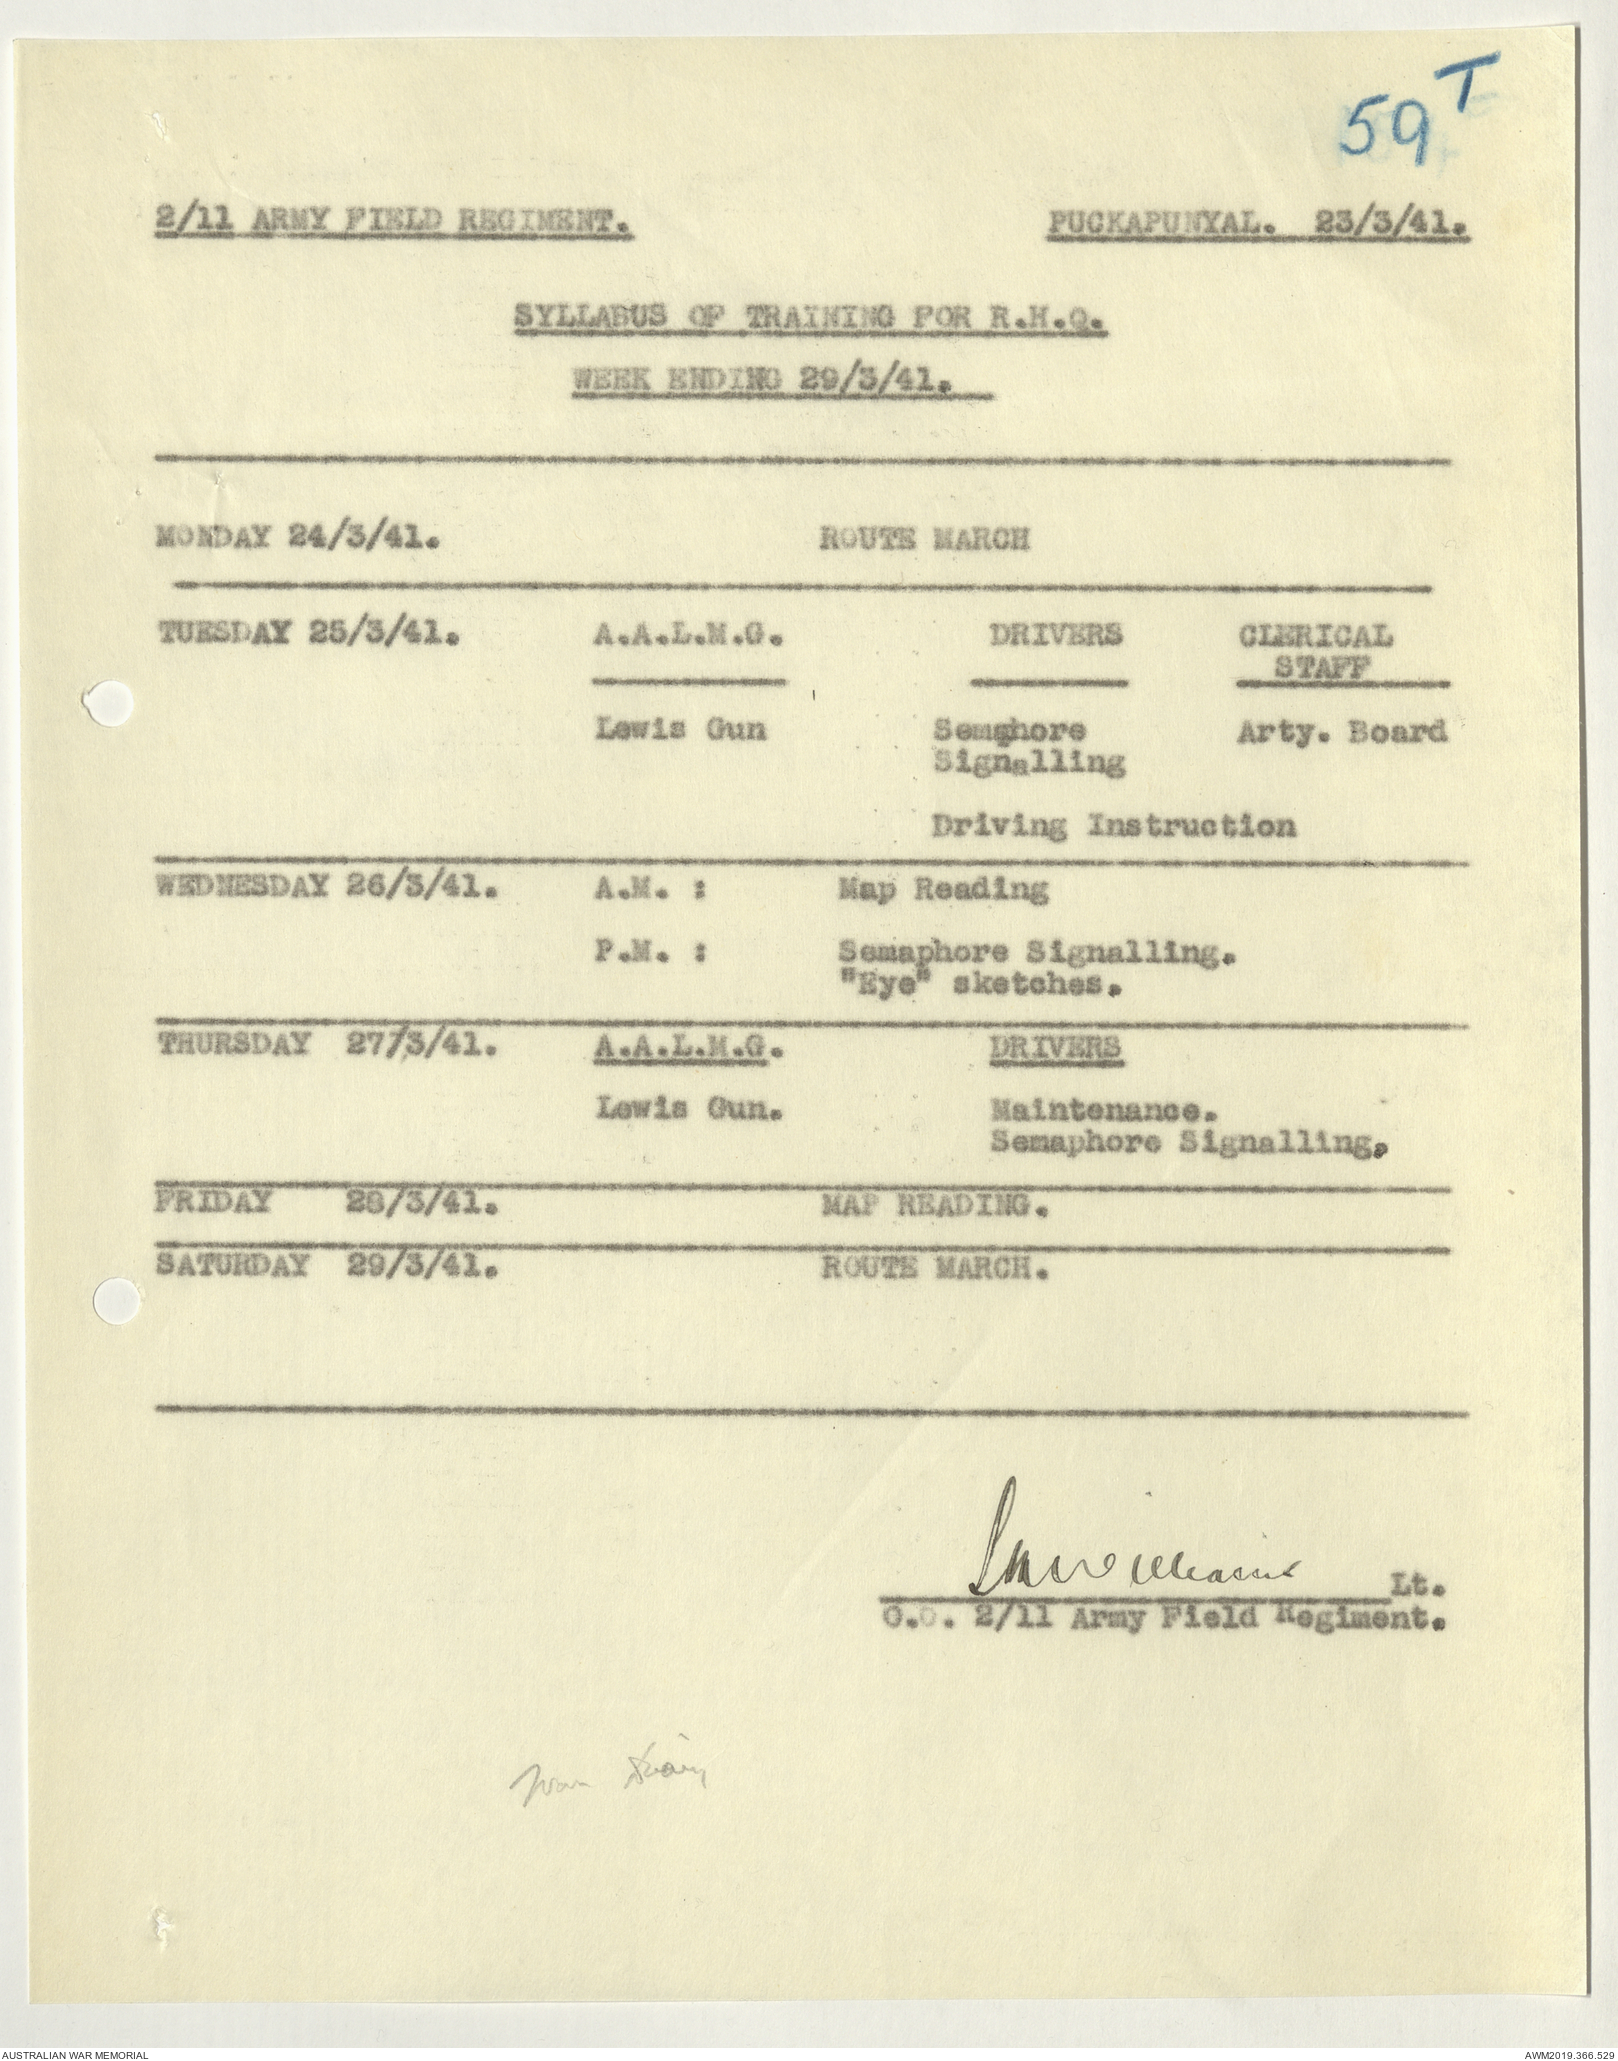 59 T
2/11 ARMY FIELD REGIMENT. PUCKAPUNYAL. 23/3/41.
SYLLABUS OF TRAINING FOR R.H.Q.
WEEK ENDING 29/3/41.
MONDAY 24/3/41. ROUTE MARCH
TUESDAY 25/3/41. A.A.L.M.G. DRIVERS CLERICAL
STAFF
Lewis Gun Semaphore Arty. Board
Signalling
Driving Instruction
WEDNESDAY 26/3/41. A.M. : Map Reading
P.M. : Semaphore Signalling.
"Eye" sketches.
THURSDAY 27/3/41. A.A.L.M.G. DRIVERS
Lewis Gun. Maintenance.
Semaphore Signalling.
FRIDAY 28/3/41. MAP READING.
SATURDAY 29/3/41. ROUTE MARCH.
Williams Lt.
2/11 Army Field Regiment.
War Diary
AUSTRALIAN WAR MEMORIAL AWM2019.366.529